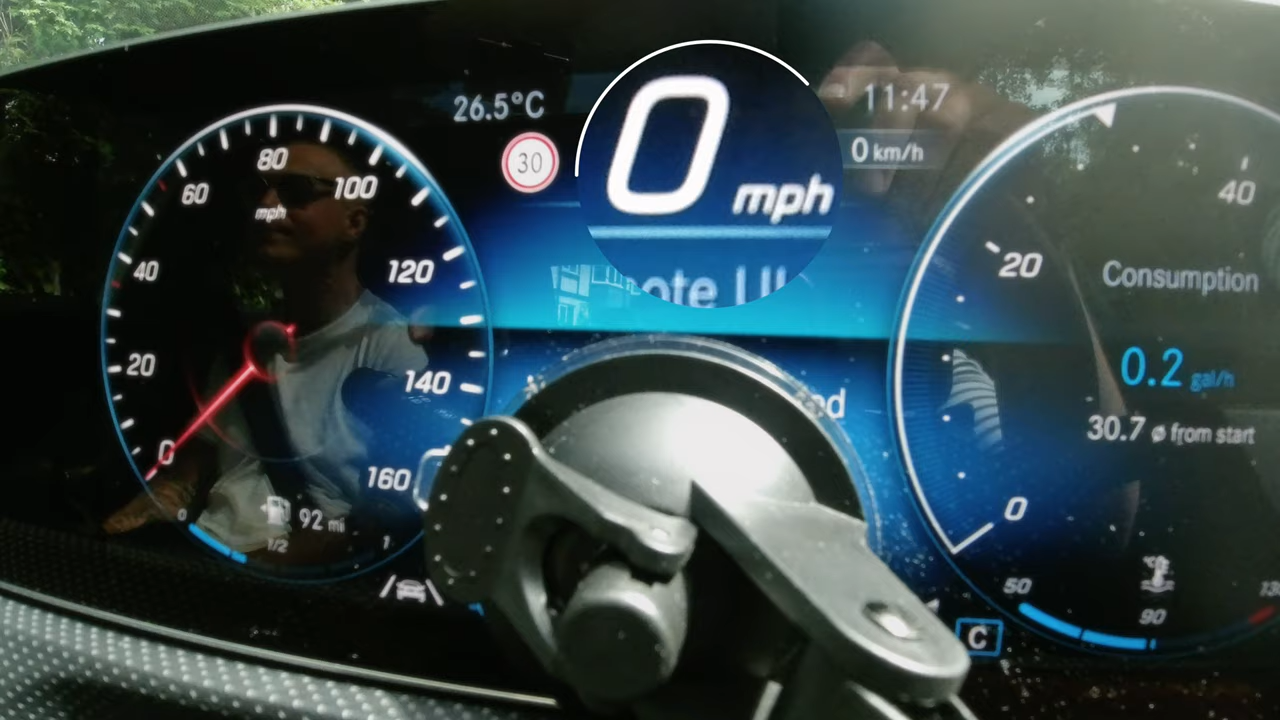 26.5°C
30
0 mph
11:47
0 km/h
80
60
100
mph
40
120
20
140
0
160
92 mi
0
1/2
1
40
20
Consumption
0.2 gal/h
30.7 ø from start
0
50
90
C